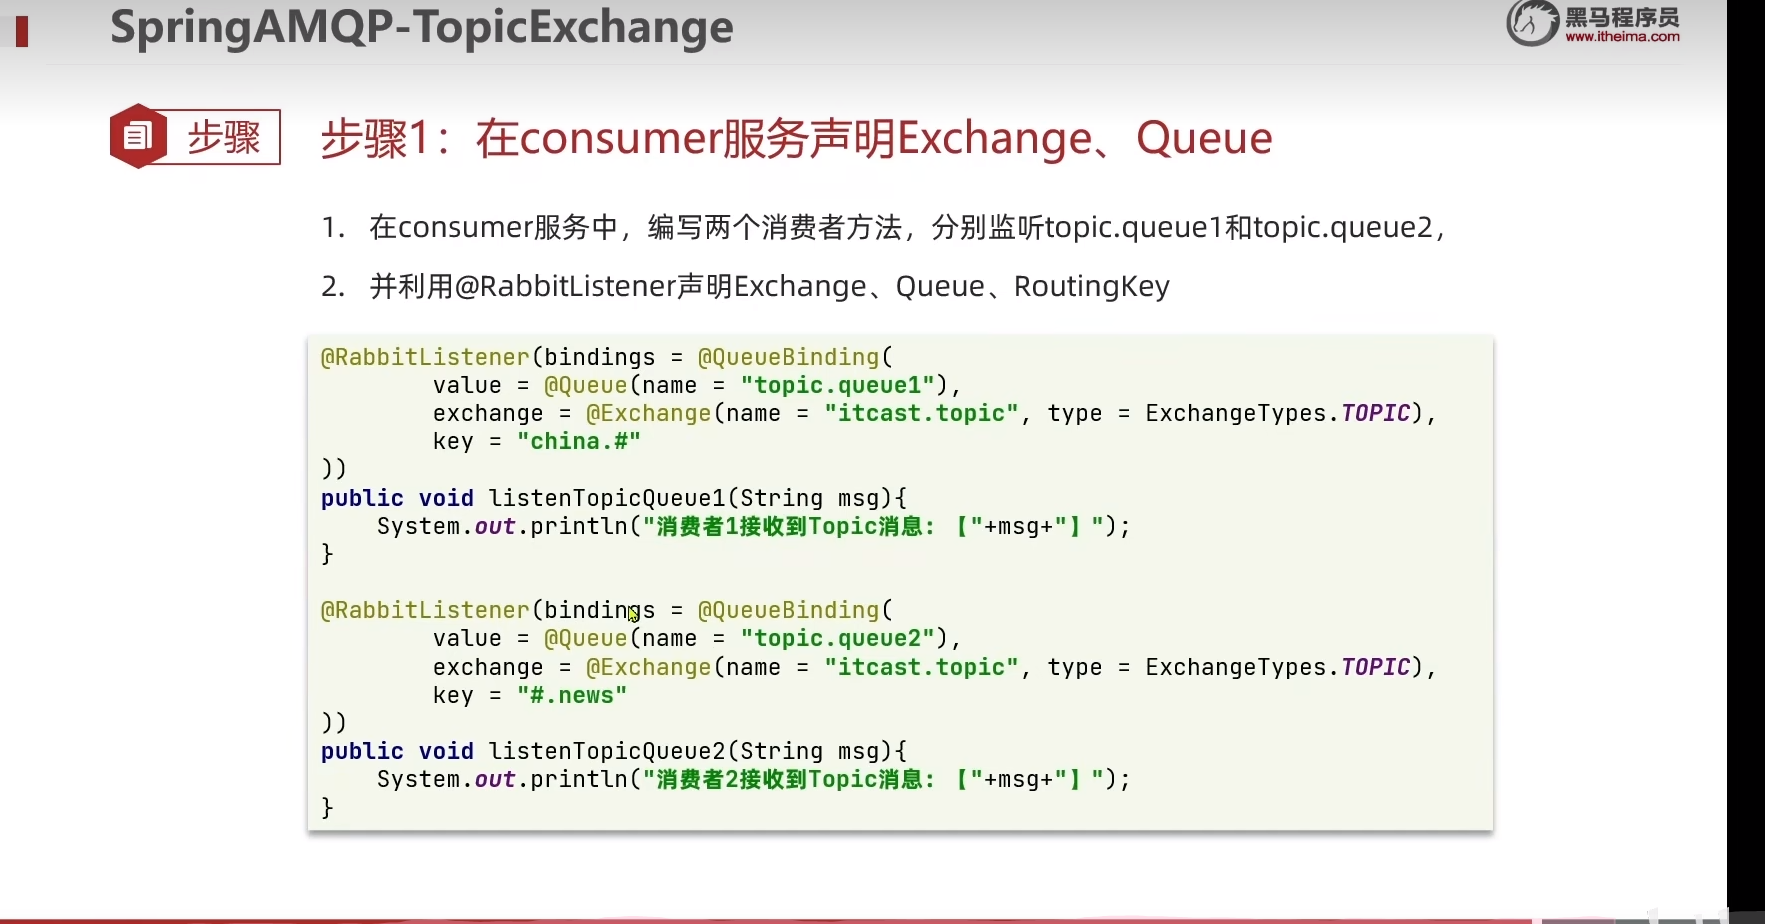 SpringAMQP-TopicExchange
黑马程序员
www.itheima.com
步骤
步骤1：在consumer服务声明Exchange、Queue
1. 在consumer服务中，编写两个消费者方法，分别监听topic.queue1和topic.queue2，
2. 并利用@RabbitListener声明Exchange、Queue、RoutingKey
@RabbitListener(bindings = @QueueBinding(
        value = @Queue(name = "topic.queue1"),
        exchange = @Exchange(name = "itcast.topic", type = ExchangeTypes.TOPIC),
        key = "china.#"
))
public void listenTopicQueue1(String msg){
    System.out.println("消费者1接收到Topic消息：【"+msg+"】");
}
@RabbitListener(bindings = @QueueBinding(
        value = @Queue(name = "topic.queue2"),
        exchange = @Exchange(name = "itcast.topic", type = ExchangeTypes.TOPIC),
        key = "#.news"
))
public void listenTopicQueue2(String msg){
    System.out.println("消费者2接收到Topic消息：【"+msg+"】");
}